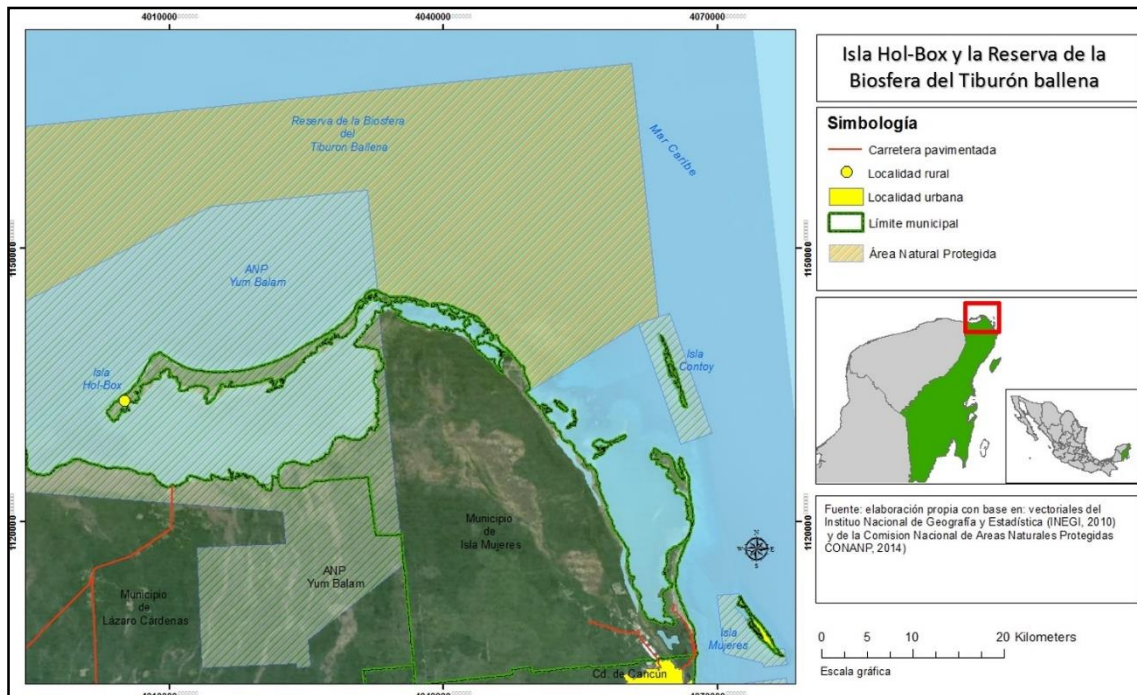 4010000
4040000
4070000
Isla Hol-Box y la Reserva de la
Biosfera del Tiburón ballena
Simbología
Carretera pavimentada
Localidad rural
Localidad urbana
Límite municipal
Área Natural Protegida
Reserva de la Biosfera
del
Tiburon Ballena
Mar Caribe
1150000
1150000
ANP
Yum Balam
Isla
Hol-Box
Isla
Contoy
1120000
1120000
Municipio
de
Isla Mujeres
ANP
Yum Balam
Municipio
de
Lázaro Cárdenas
Isla
Mujeres
Cd. de Cancún
N
W
E
S
Fuente: elaboración propia con base en: vectoriales del
Instituo Nacional de Geografía y Estadística (INEGI, 2010)
y de la Comision Nacional de Areas Naturales Protegidas
CONANP, 2014)
0 5 10 20 Kilometers
Escala gráfica
4040000
4070000